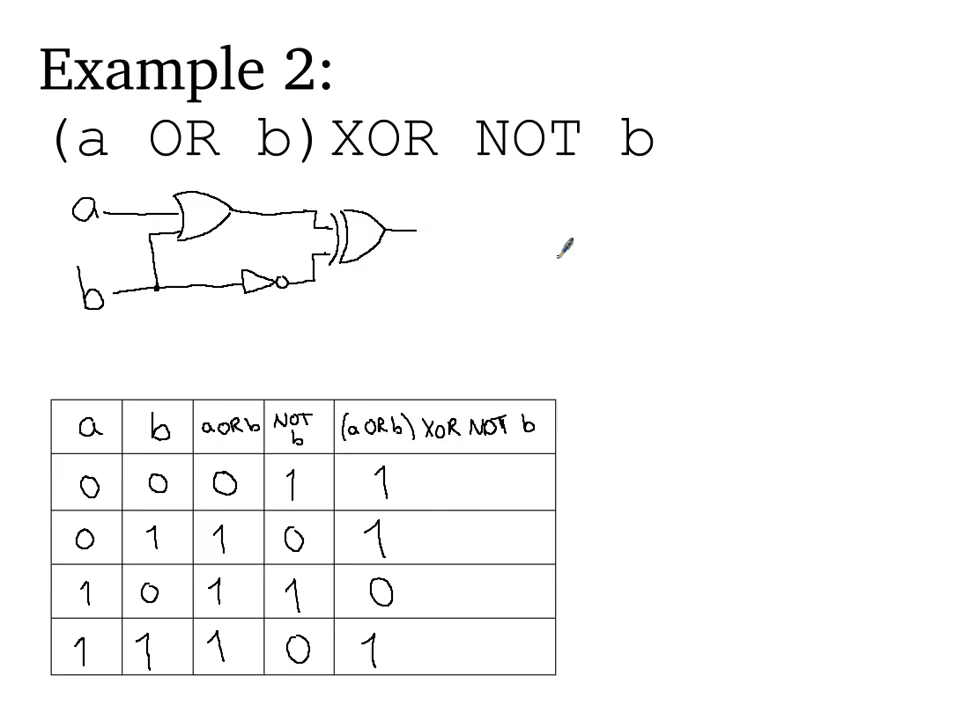 Example 2:
(a OR b)XOR NOT b
a
b
a b a OR b NOT b (a OR b) XOR NOT b
0 0 0 1 1
0 1 1 0 1
1 0 1 1 0
1 1 1 0 1